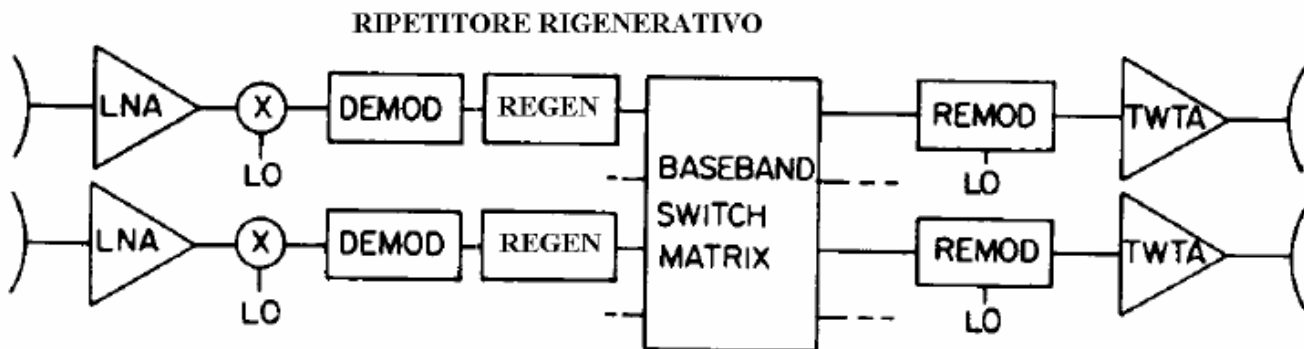 RIPETITORE RIGENERATIVO
LNA X DEMOD REGEN REMOD TWTA
LO LO
BASEBAND
SWITCH
MATRIX
LNA X DEMOD REGEN REMOD TWTA
LO LO